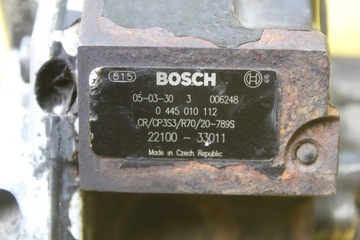 515 BOSCH
05-03-30 3 006248
0 445 010 112
CR/CP3S3/R70/20-789S
22100 - 33011
Made in Czech Republic